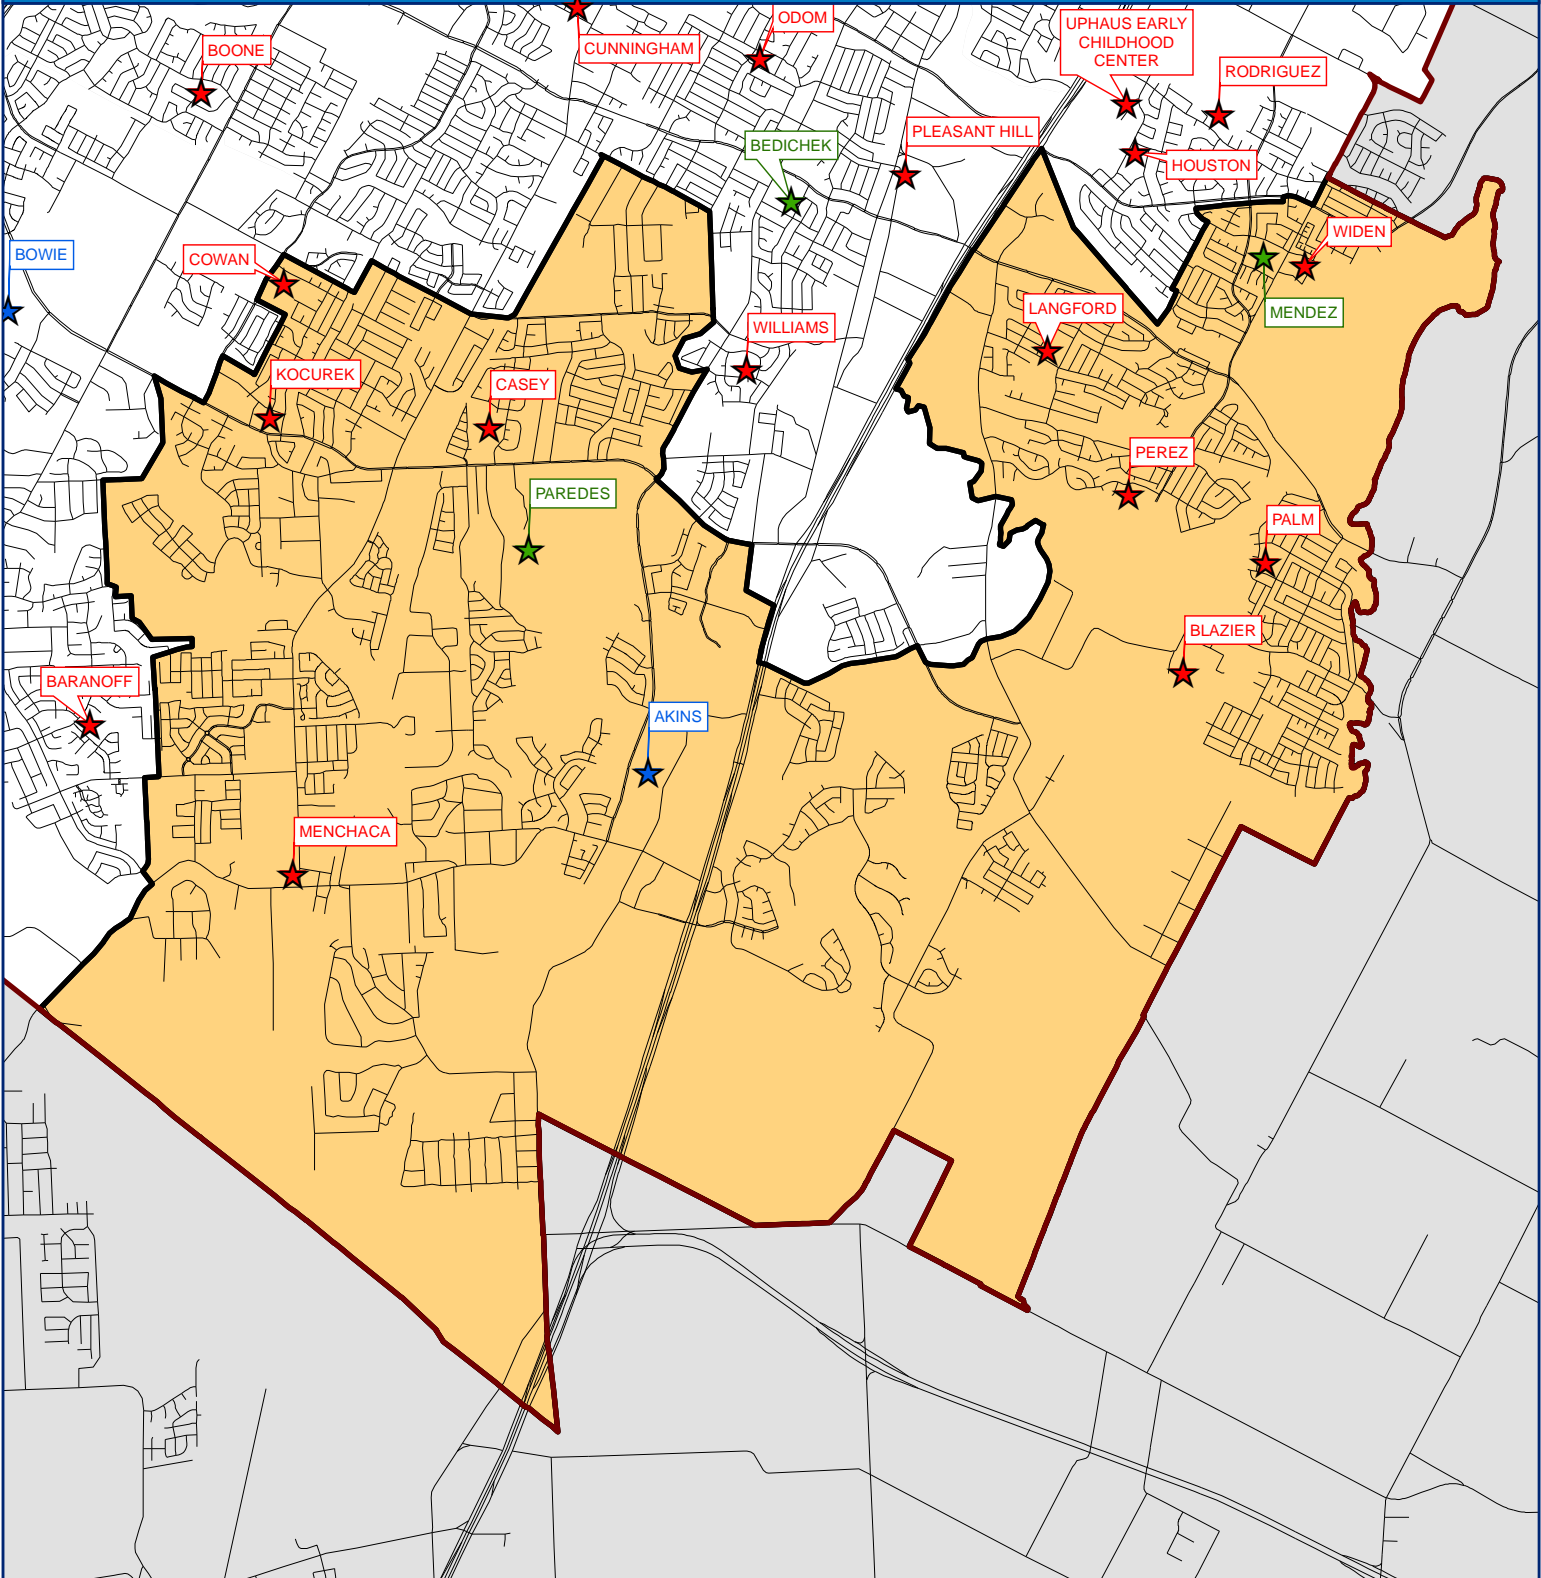 ODOM
UPHAUS EARLY
CHILDHOOD
CENTER
BOONE
CUNNINGHAM
RODRIGUEZ
PLEASANT HILL
BEDICHEK
HOUSTON
WIDEN
BOWIE
COWAN
LANGFORD
MENDEZ
WILLIAMS
KOCUREK
CASEY
PEREZ
PAREDES
PALM
BLAZIER
BARANOFF
AKINS
MENCHACA